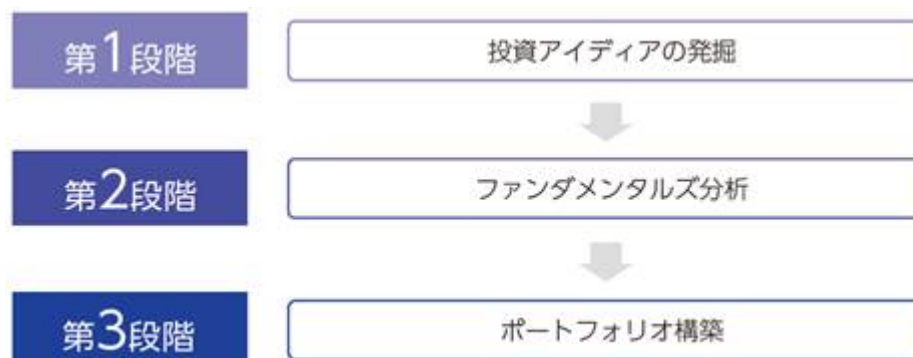 第1段階
投資アイディアの発掘
第2段階
ファンダメンタルズ分析
第3段階
ポートフォリオ構築